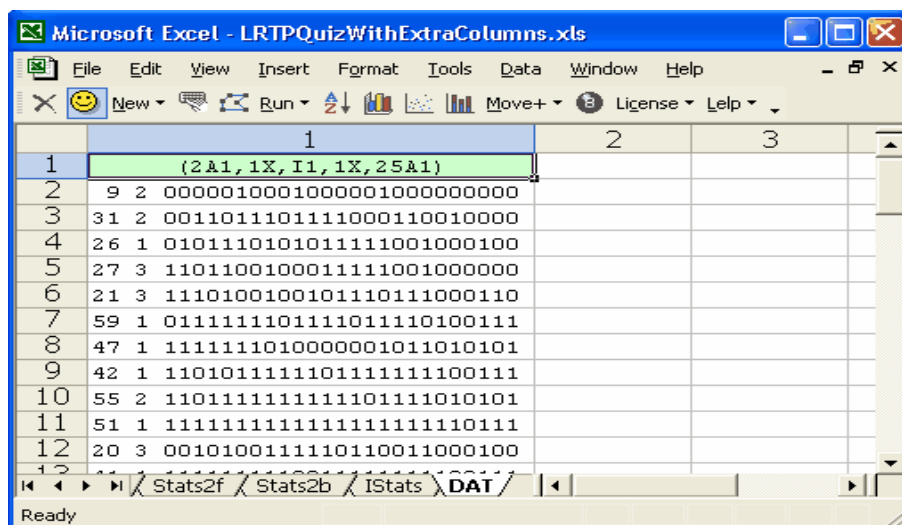 Microsoft Excel - LRTPQuizWithExtraColumns.xls
File Edit View Insert Format Tools Data Window Help
New Run Move+ License Lelp
1 2 3
1 (2A1,1X,I1,1X,25A1)
2 9 2 0000010001000001000000000
3 31 2 0011011101111000110010000
4 26 1 0101110101011111001000100
5 27 3 1101100100011111001000000
6 21 3 1110100100101110111000110
7 59 1 0111111101111011110100111
8 47 1 1111111010000001011010101
9 42 1 1101011111101111111100111
10 55 2 1101111111111101111010101
11 51 1 1111111111111111111110111
12 20 3 0010100111110110011000100
Stats2f Stats2b IStats DAT
Ready